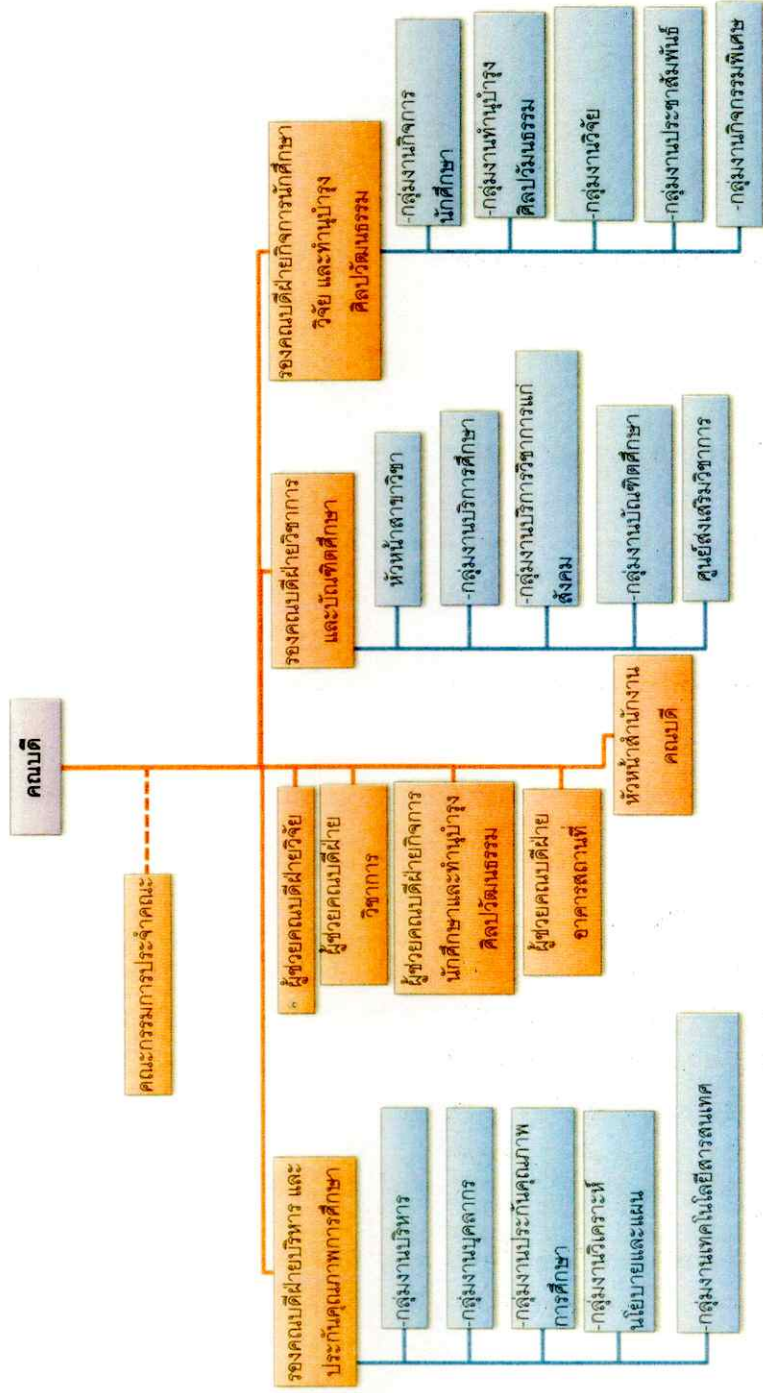 คณบดี
คณะกรรมการประจำคณะ
รองคณบดีฝ่ายบริหาร และ
ประกันคุณภาพการศึกษา
-กลุ่มงานบริหาร
-กลุ่มงานบุคลากร
-กลุ่มงานประกันคุณภาพ
การศึกษา
-กลุ่มงานวิเคราะห์
นโยบายและแผน
-กลุ่มงานเทคโนโลยีสารสนเทศ
ผู้ช่วยคณบดีฝ่ายวิจัย
ผู้ช่วยคณบดีฝ่าย
วิชาการ
ผู้ช่วยคณบดีฝ่ายกิจการ
นักศึกษาและทำนุบำรุง
ศิลปวัฒนธรรม
ผู้ช่วยคณบดีฝ่าย
อาคารสถานที่
หัวหน้าสำนักงาน
คณบดี
รองคณบดีฝ่ายวิชาการ
และบัณฑิตศึกษา
หัวหน้าสาขาวิชา
-กลุ่มงานบริการศึกษา
-กลุ่มงานบริการวิชาการแก่
สังคม
-กลุ่มงานบัณฑิตศึกษา
ศูนย์ส่งเสริมวิชาการ
รองคณบดีฝ่ายกิจการนักศึกษา
วิจัย และทำนุบำรุง
ศิลปวัฒนธรรม
-กลุ่มงานกิจการ
นักศึกษา
-กลุ่มงานทำนุบำรุง
ศิลปวัฒนธรรม
-กลุ่มงานวิจัย
-กลุ่มงานประชาสัมพันธ์
-กลุ่มงานกิจกรรมพิเศษ